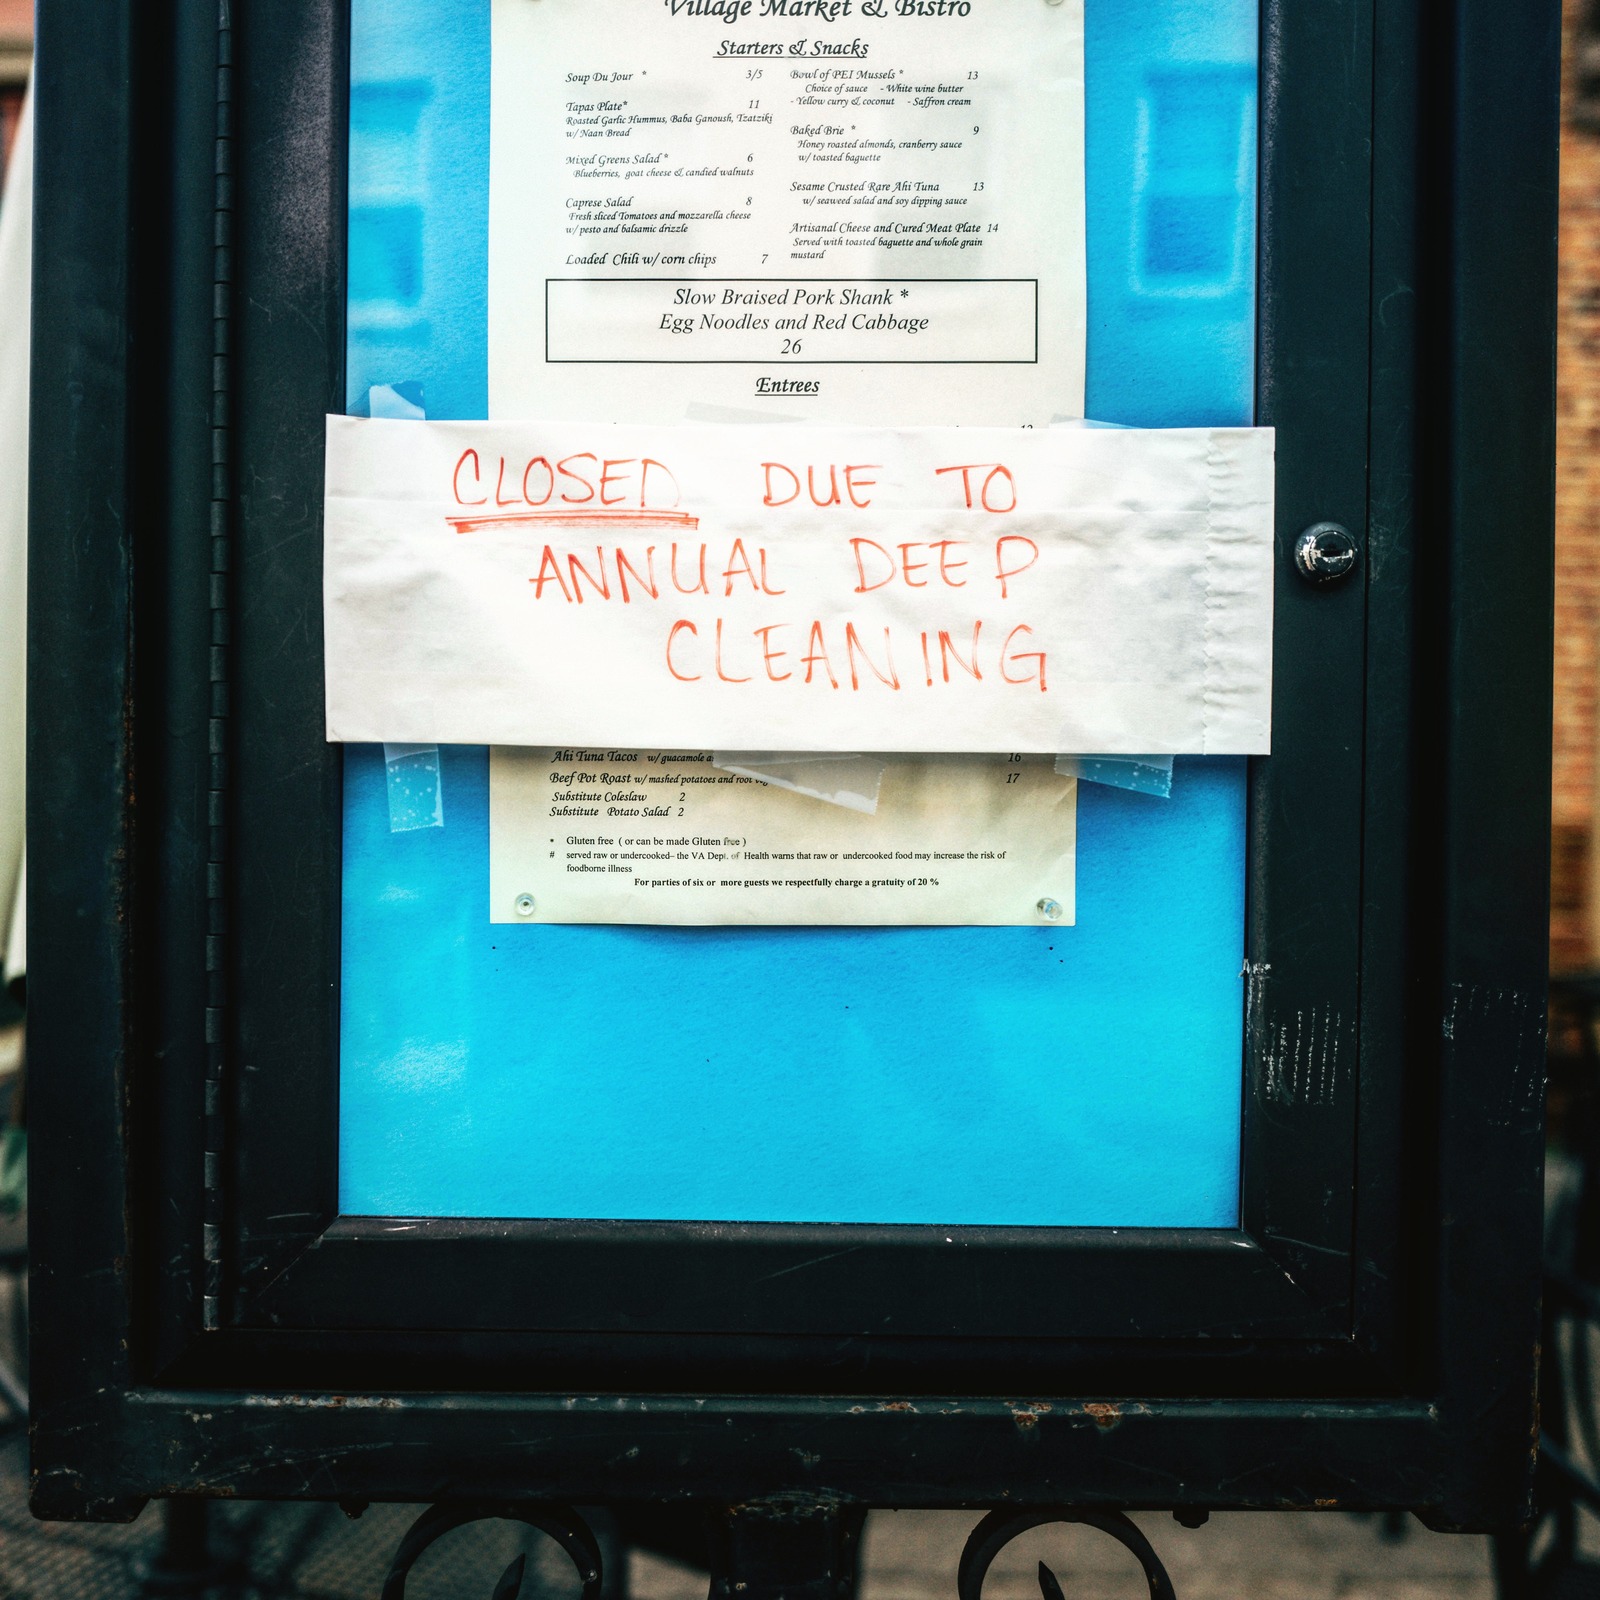 Village Market & Bistro
Starters & Snacks
Soup Du Jour * 3/5
Tapas Plate* 11
Roasted Garlic Hummus, Baba Ganoush, Tzatziki
w/ Naan Bread
Mixed Greens Salad * 6
Blueberries, goat cheese & candied walnuts
Caprese Salad 8
Fresh sliced Tomatoes and mozzarella cheese
w/ pesto and balsamic drizzle
Loaded Chili w/ corn chips 7
Bowl of PEI Mussels * 13
Choice of sauce - White wine butter
- Yellow curry & coconut - Saffron cream
Baked Brie * 9
Honey roasted almonds, cranberry sauce
w/ toasted baguette
Sesame Crusted Rare Ahi Tuna 13
w/ seaweed salad and soy dipping sauce
Artisanal Cheese and Cured Meat Plate 14
Served with toasted baguette and whole grain
mustard
Slow Braised Pork Shank *
Egg Noodles and Red Cabbage
26
Entrees
CLOSED DUE TO
ANNUAL DEEP
CLEANING
Ahi Tuna Tacos w/ guacamole 16
Beef Pot Roast w/ mashed potatoes and root 17
Substitute Coleslaw 2
Substitute Potato Salad 2
* Gluten free ( or can be made Gluten free )
# served raw or undercooked– the VA Dept. of Health warns that raw or undercooked food may increase the risk of
foodborne illness
For parties of six or more guests we respectfully charge a gratuity of 20 %